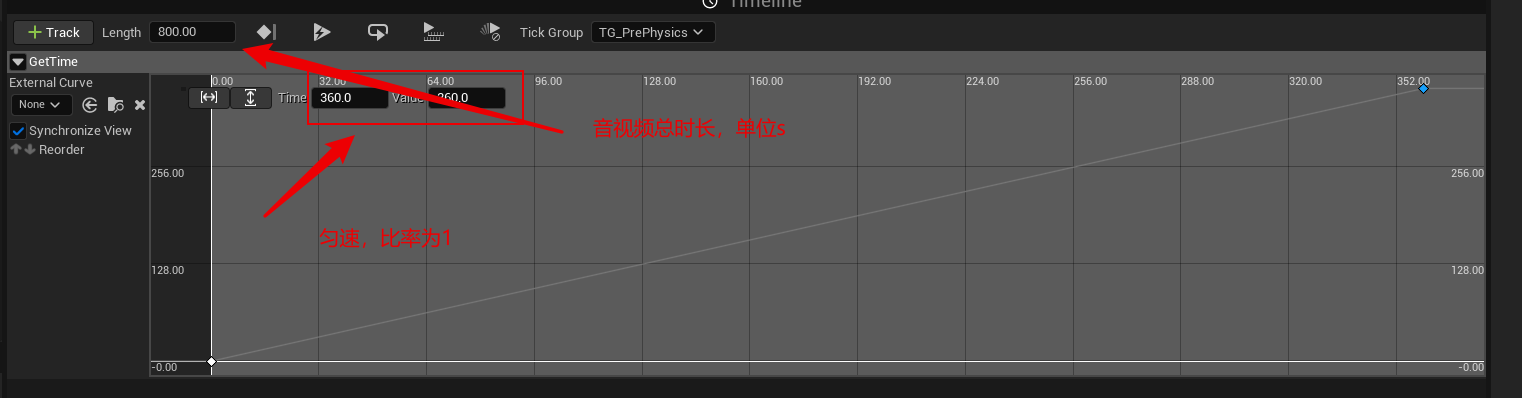 Timeline
Track Length 800.00 Tick Group TG_PrePhysics
GetTime
External Curve
None
Synchronize View
Reorder
0.00 32.00 64.00 96.00 128.00 160.00 192.00 224.00 256.00 288.00 320.00 352.00
Time 360.0 Value 360.0
音视频总时长，单位s
256.00 256.00
匀速，比率为1
128.00 128.00
-0.00 -0.00